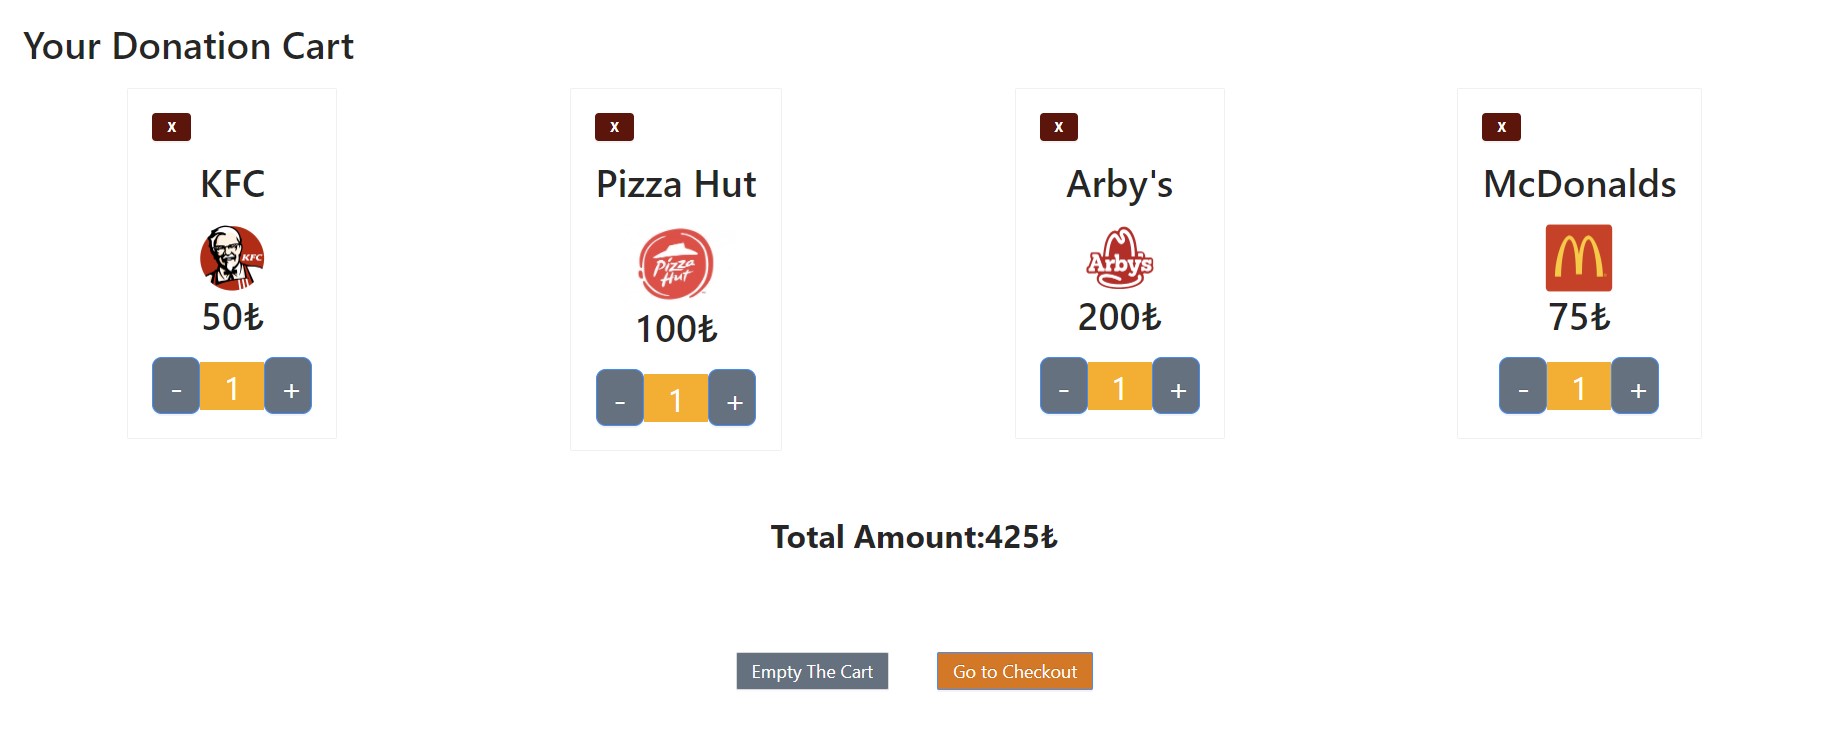 Your Donation Cart
x
KFC
KFC
50₺
- 1 +
x
Pizza Hut
Pizza
Hut
100₺
- 1 +
x
Arby's
Arby's
200₺
- 1 +
x
McDonalds
M
75₺
- 1 +
Total Amount:425₺
Empty The Cart
Go to Checkout